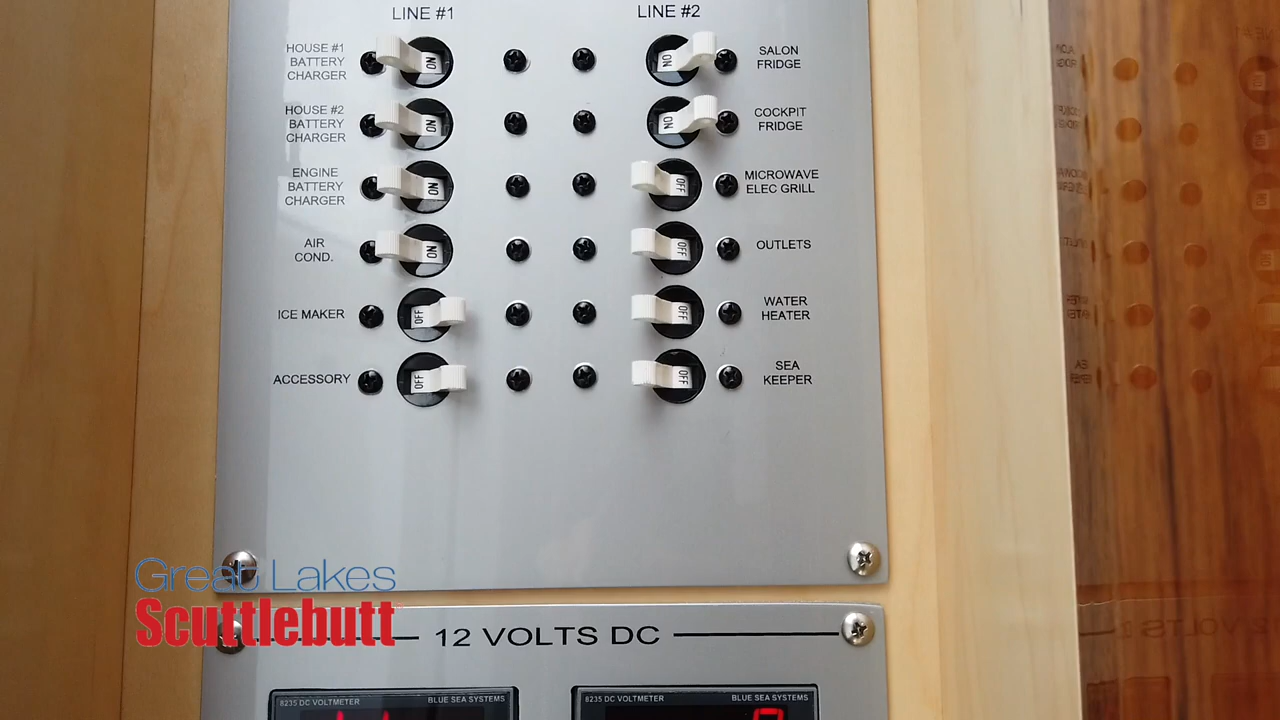 LINE #1
LINE #2
HOUSE #1
BATTERY
CHARGER
ON
ON
SALON
FRIDGE
HOUSE #2
BATTERY
CHARGER
ON
ON
COCKPIT
FRIDGE
ENGINE
BATTERY
CHARGER
ON
OFF
MICROWAVE
ELEC GRILL
AIR
COND.
ON
OFF
OUTLETS
ICE MAKER
OFF
OFF
WATER
HEATER
ACCESSORY
OFF
OFF
SEA
KEEPER
Great Lakes
Scuttlebutt
12 VOLTS DC
8235 DC VOLTMETER
BLUE SEA SYSTEMS
8235 DC VOLTMETER
BLUE SEA SYSTEMS